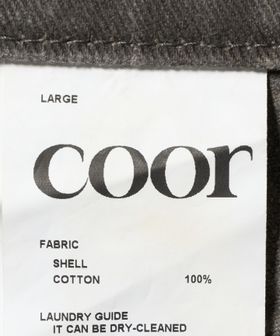 LARGE
coor
FABRIC
SHELL
COTTON 100%
LAUNDRY GUIDE
IT CAN BE DRY-CLEANED